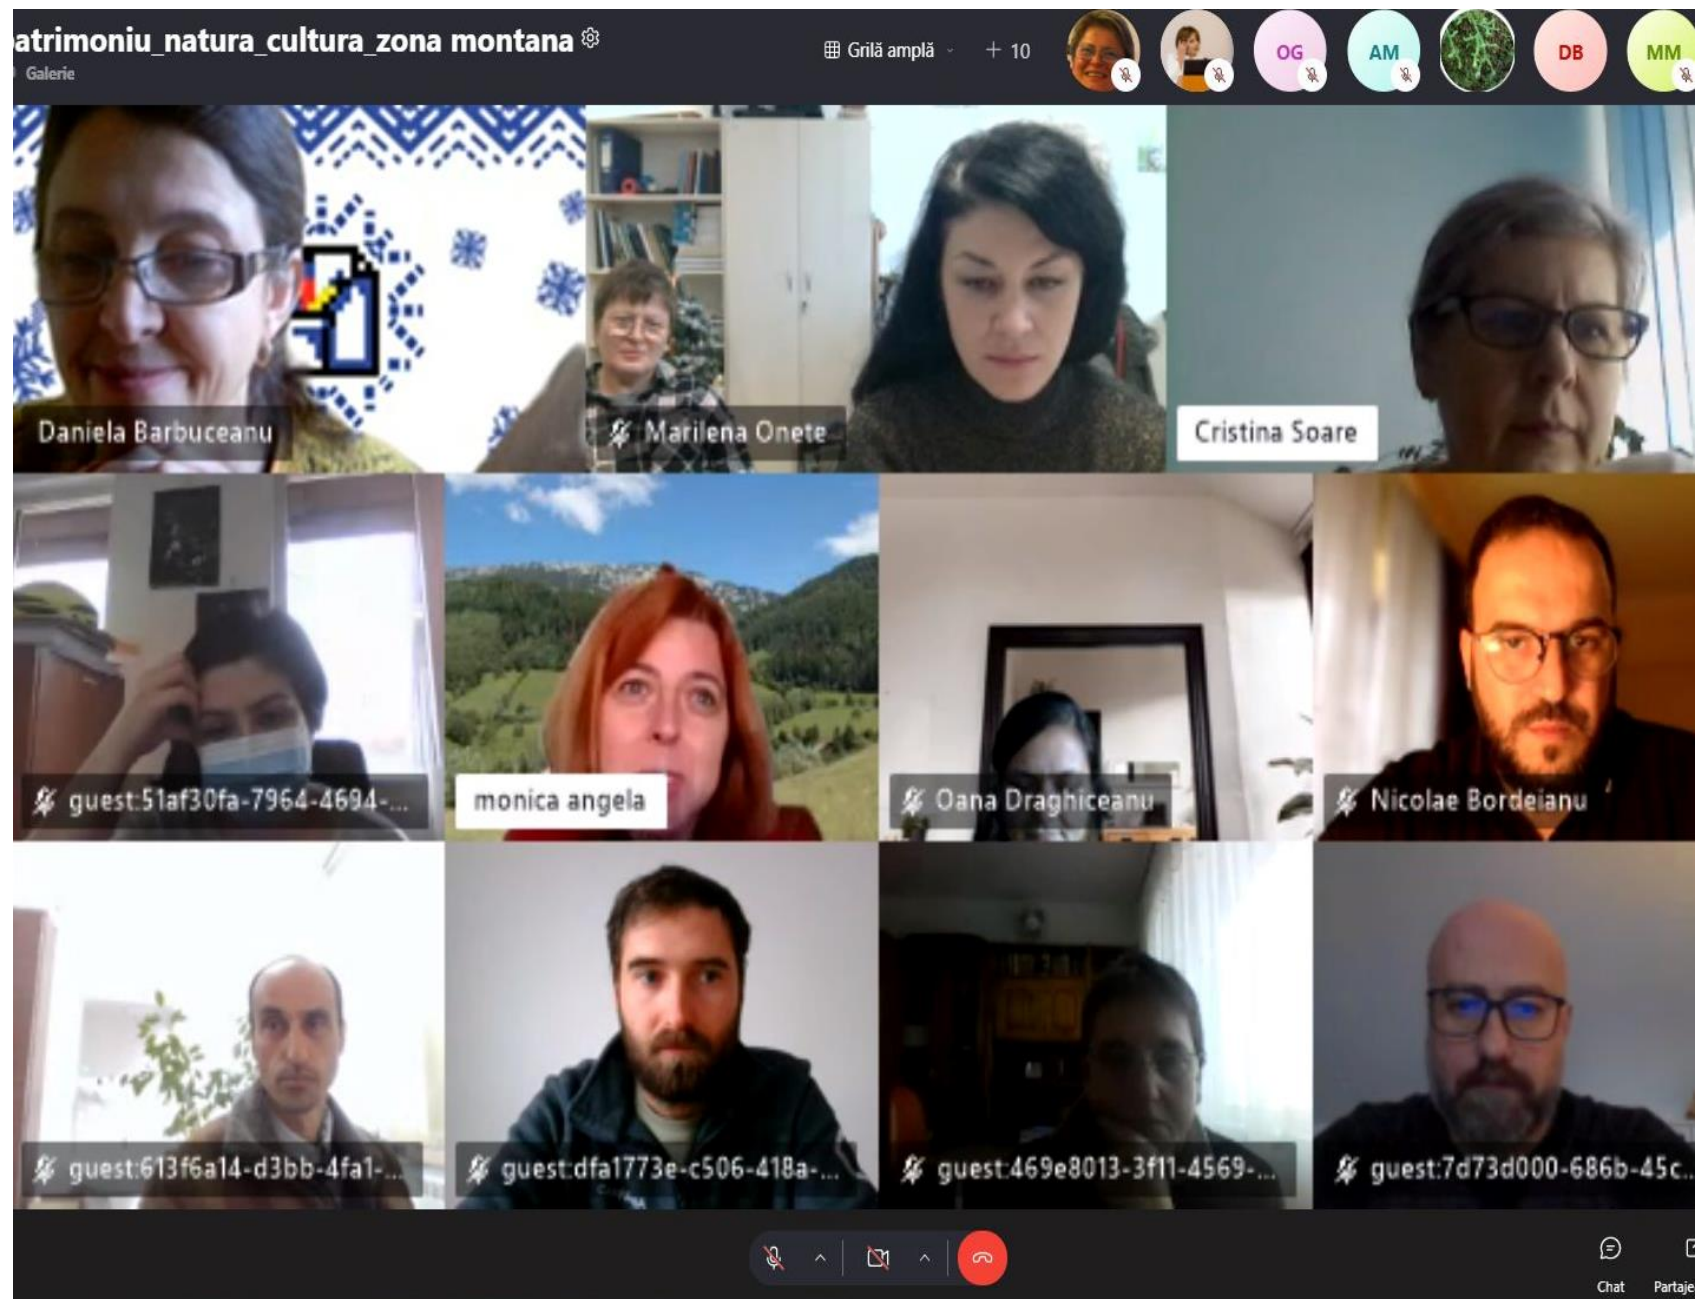 atrimoniu_natura_cultura_zona montana
Galerie
Grilă amplă
+ 10
OG
AM
DB
MM
Daniela Barbuceanu
Marilena Onete
Cristina Soare
guest:51af30fa-7964-4694-...
monica angela
Oana Draghiceanu
Nicolae Bordeianu
guest:613f6a14-d3bb-4fa1-...
guest:dfa1773e-c506-418a-...
guest:469e8013-3f11-4569-...
guest:7d73d000-686b-45c...
Chat
Partaje